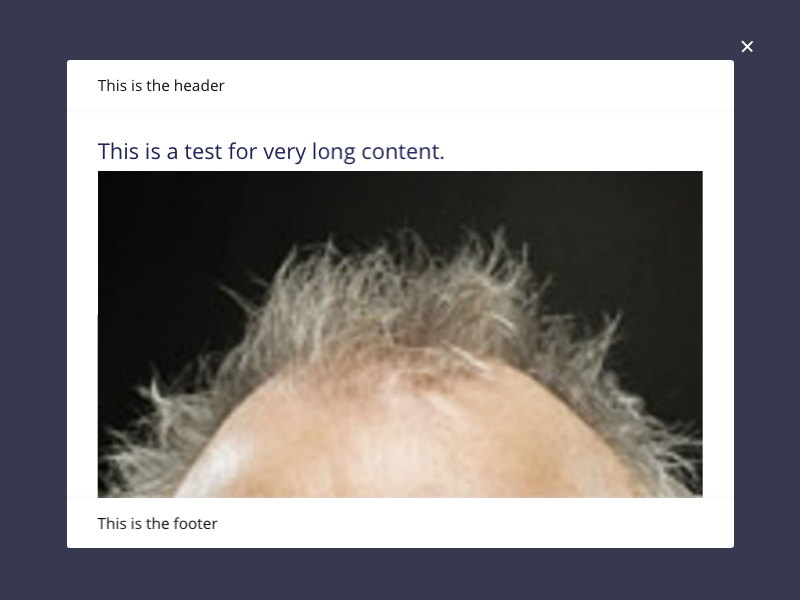 This is the header
This is a test for very long content.
This is the footer